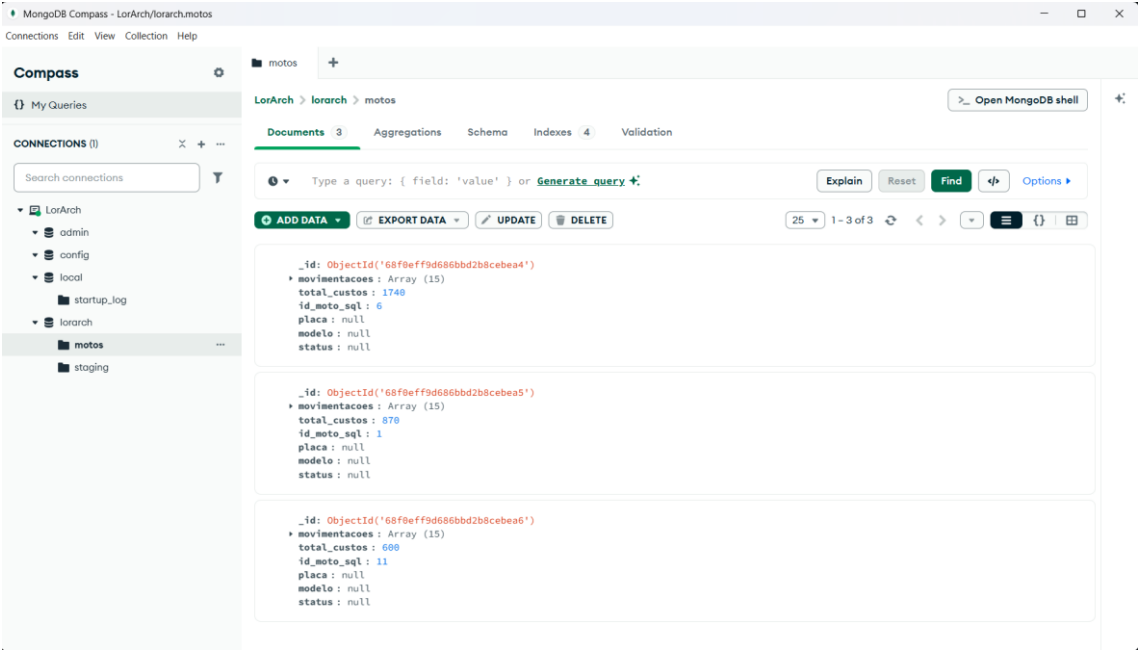 MongoDB Compass - LorArch/lorarch.motos
Connections Edit View Collection Help
Compass
{} My Queries
CONNECTIONS (1)
Search connections
LorArch
admin
config
local
startup_log
lorarch
motos
staging
motos
LorArch > lorarch > motos
>_ Open MongoDB shell
Documents 3 Aggregations Schema Indexes 4 Validation
Type a query: { field: 'value' } or Generate query
Explain Reset Find </> Options
ADD DATA EXPORT DATA UPDATE DELETE
25 1 – 3 of 3 {}
_id: ObjectId('68f0eff9d686bbd2b8cebea4')
movimentacoes : Array (15)
total_custos : 1740
id_moto_sql : 6
placa : null
modelo : null
status : null
_id: ObjectId('68f0eff9d686bbd2b8cebea5')
movimentacoes : Array (15)
total_custos : 870
id_moto_sql : 1
placa : null
modelo : null
status : null
_id: ObjectId('68f0eff9d686bbd2b8cebea6')
movimentacoes : Array (15)
total_custos : 600
id_moto_sql : 11
placa : null
modelo : null
status : null